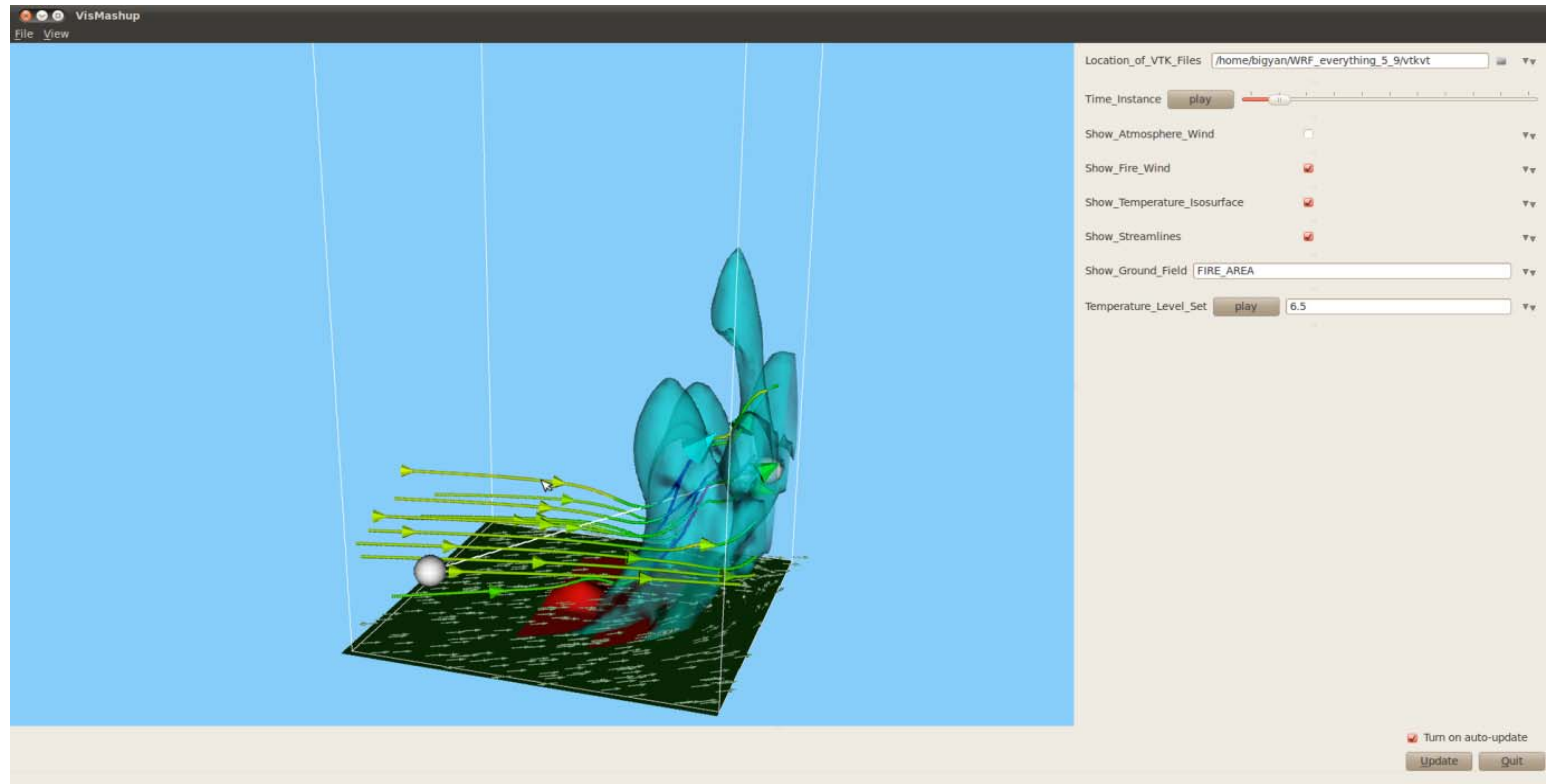 VisMashup
File View
Location_of_VTK_Files /home/bigyan/WRF_everything_5_9/vtkvt
Time_Instance play
Show_Atmosphere_Wind
Show_Fire_Wind
Show_Temperature_Isosurface
Show_Streamlines
Show_Ground_Field FIRE_AREA
Temperature_Level_Set play 6.5
Turn on auto-update
Update Quit